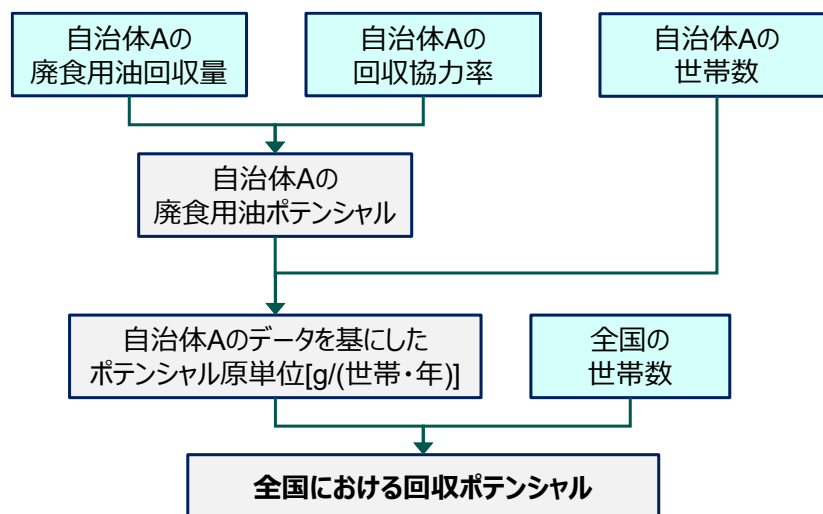 自治体Aの
廃食用油回収量
自治体Aの
回収協力率
自治体Aの
世帯数
自治体Aの
廃食用油ポテンシャル
自治体Aのデータを基にした
ポテンシャル原単位[g/(世帯・年)]
全国の
世帯数
全国における回収ポテンシャル